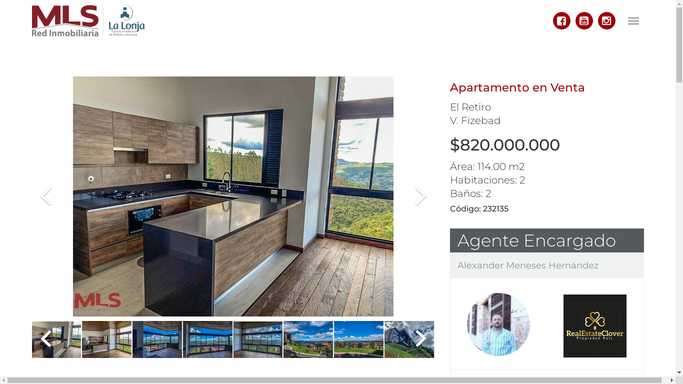 MLS
Red Inmobiliaria
La Lonja
Apartamento en Venta
El Retiro
V. Fizebad
$820.000.000
Área: 114.00 m2
Habitaciones: 2
Baños: 2
Código: 232135
Agente Encargado
Alexander Meneses Hernández
MLS
RealEstateClover
Propiedad Raíz